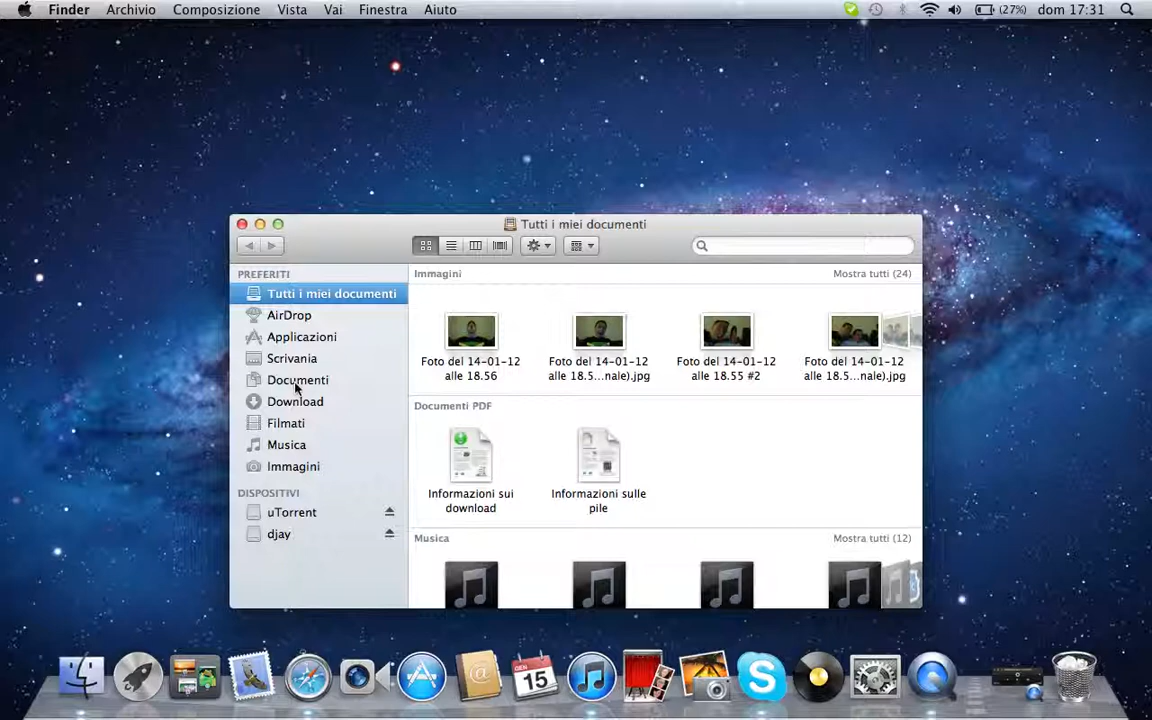 Finder Archivio Composizione Vista Vai Finestra Aiuto (27%) dom 17:31
Tutti i miei documenti
PREFERITI
Tutti i miei documenti
AirDrop
Applicazioni
Scrivania
Documenti
Download
Filmati
Musica
Immagini
DISPOSITIVI
uTorrent
djay
Immagini Mostra tutti (24)
Foto del 14-01-12
alle 18.56
Foto del 14-01-12
alle 18.5...nale).jpg
Foto del 14-01-12
alle 18.55 #2
Foto del 14-01-12
alle 18.5...nale).jpg
Documenti PDF
Informazioni sui
download
Informazioni sulle
pile
Musica Mostra tutti (12)
GEN
15